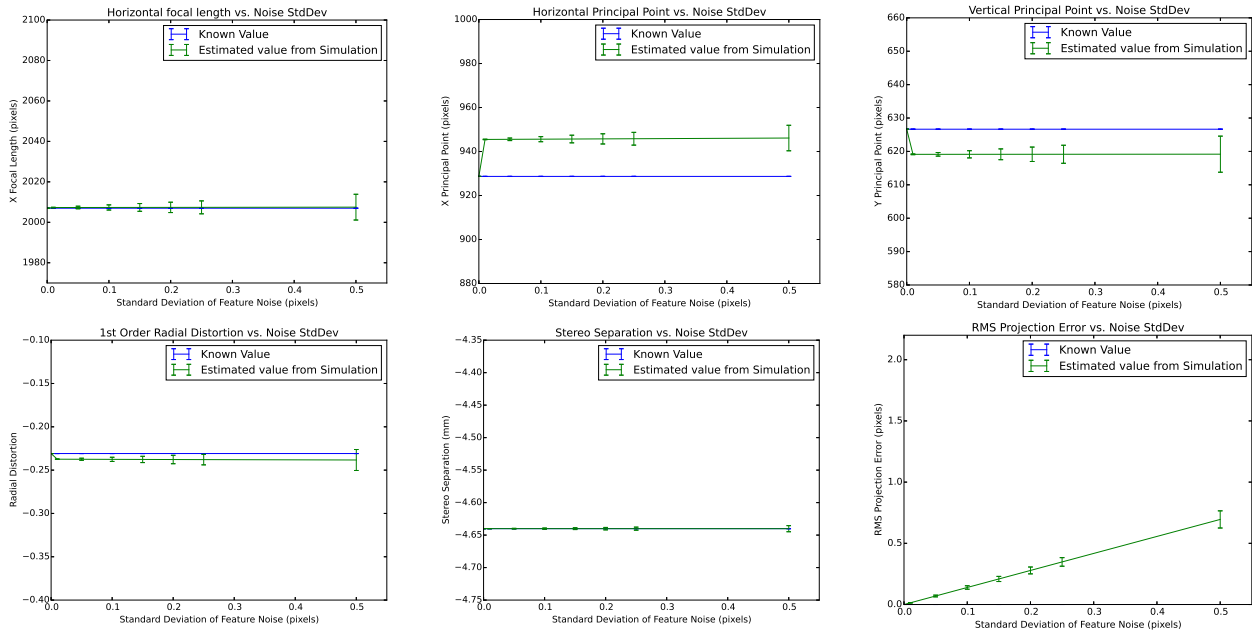 Horizontal focal length vs. Noise StdDev
Known Value
Estimated value from Simulation
X Focal Length (pixels)
2100
2080
2060
2040
2020
2000
1980
0.0 0.1 0.2 0.3 0.4 0.5
Standard Deviation of Feature Noise (pixels)
Horizontal Principal Point vs. Noise StdDev
Known Value
Estimated value from Simulation
X Principal Point (pixels)
1000
980
960
940
920
900
880
0.0 0.1 0.2 0.3 0.4 0.5
Standard Deviation of Feature Noise (pixels)
Vertical Principal Point vs. Noise StdDev
Known Value
Estimated value from Simulation
Y Principal Point (pixels)
660
650
640
630
620
610
600
590
580
0.0 0.1 0.2 0.3 0.4 0.5
Standard Deviation of Feature Noise (pixels)
1st Order Radial Distortion vs. Noise StdDev
Known Value
Estimated value from Simulation
Radial Distortion
−0.10
−0.15
−0.20
−0.25
−0.30
−0.35
−0.40
0.0 0.1 0.2 0.3 0.4 0.5
Standard Deviation of Feature Noise (pixels)
Stereo Separation vs. Noise StdDev
Known Value
Estimated value from Simulation
Stereo Separation (mm)
−4.35
−4.40
−4.45
−4.50
−4.55
−4.60
−4.65
−4.70
−4.75
0.0 0.1 0.2 0.3 0.4 0.5
Standard Deviation of Feature Noise (pixels)
RMS Projection Error vs. Noise StdDev
Known Value
Estimated value from Simulation
RMS Projection Error (pixels)
2.0
1.5
1.0
0.5
0.0
0.0 0.1 0.2 0.3 0.4 0.5
Standard Deviation of Feature Noise (pixels)